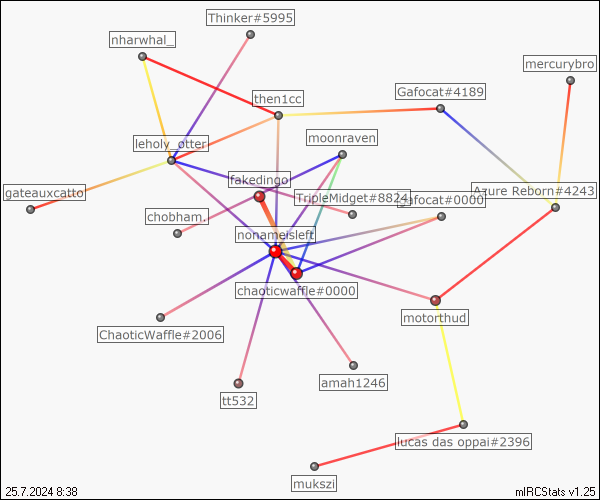 Thinker#5995
nharwhal_
mercurybro
Gafocat#4189
then1cc
moonraven
leholy_otter
fakedingo
Azure Reborn#4243
gateauxcatto
TripleMidget#8824
Gafocat#0000
chobham.
nonameisleft
chaoticwaffle#0000
motorthud
ChaoticWaffle#2006
amah1246
tt532
lucas das oppai#2396
mukszi
25.7.2024 8:38
mIRCStats v1.25